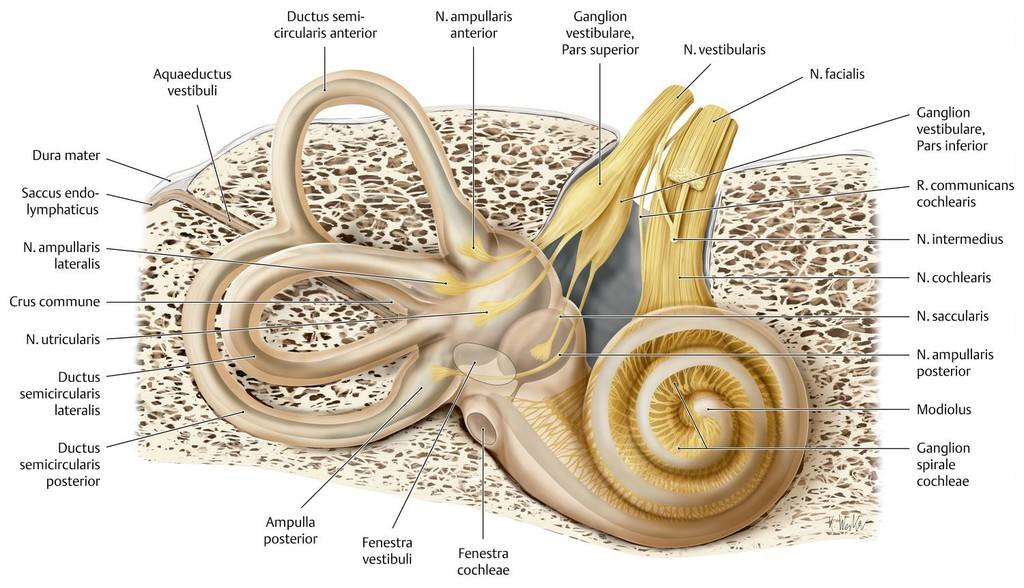 Ductus semi-
circularis anterior
N. ampullaris
anterior
Ganglion
vestibulare,
Pars superior
N. vestibularis
N. facialis
Aquaeductus
vestibuli
Dura mater
Saccus endo-
lymphaticus
N. ampullaris
lateralis
Crus commune
N. utricularis
Ductus
semicircularis
lateralis
Ductus
semicircularis
posterior
Ganglion
vestibulare,
Pars inferior
R. communicans
cochlearis
N. intermedius
N. cochlearis
N. saccularis
N. ampullaris
posterior
Modiolus
Ganglion
spirale
cochleae
Ampulla
posterior
Fenestra
vestibuli
Fenestra
cochleae